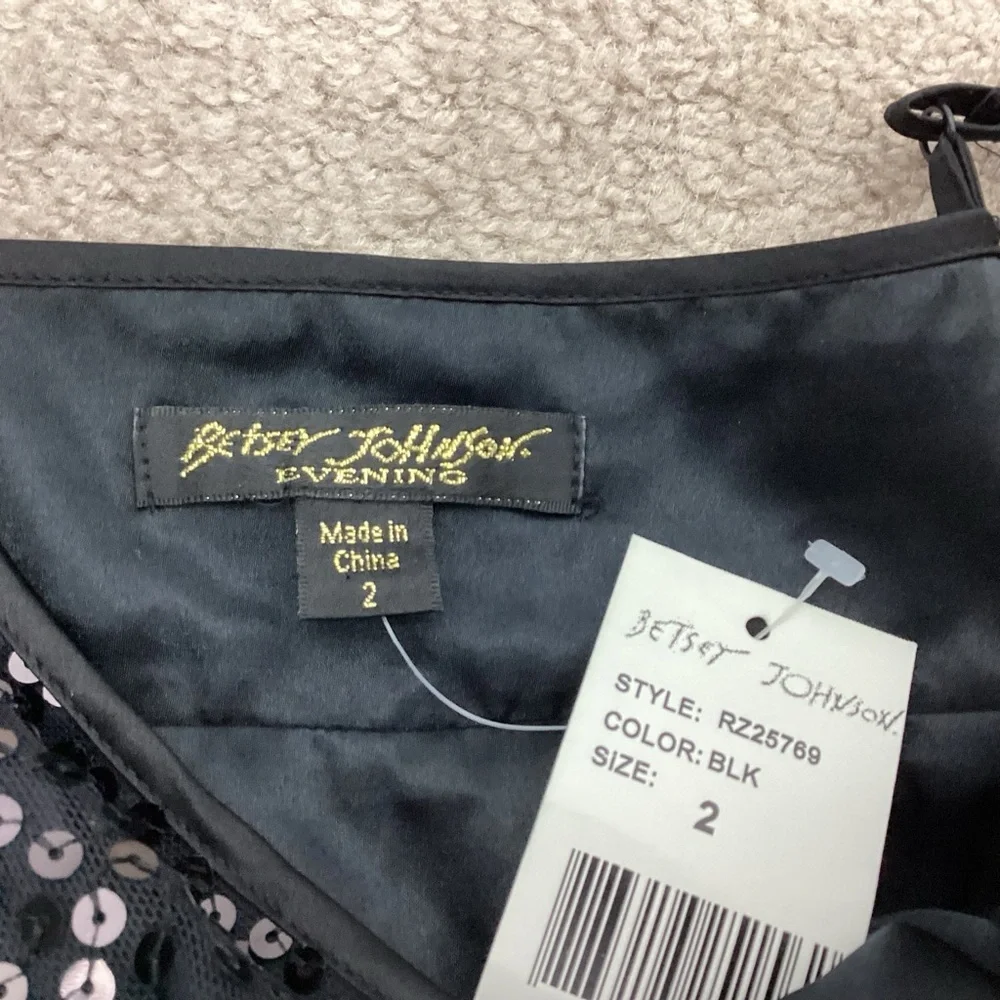 BETSEY JOHNSON.
EVENING
Made in
China
2
BETSEY JOHNSON.
STYLE: RZ25769
COLOR: BLK
SIZE:
2